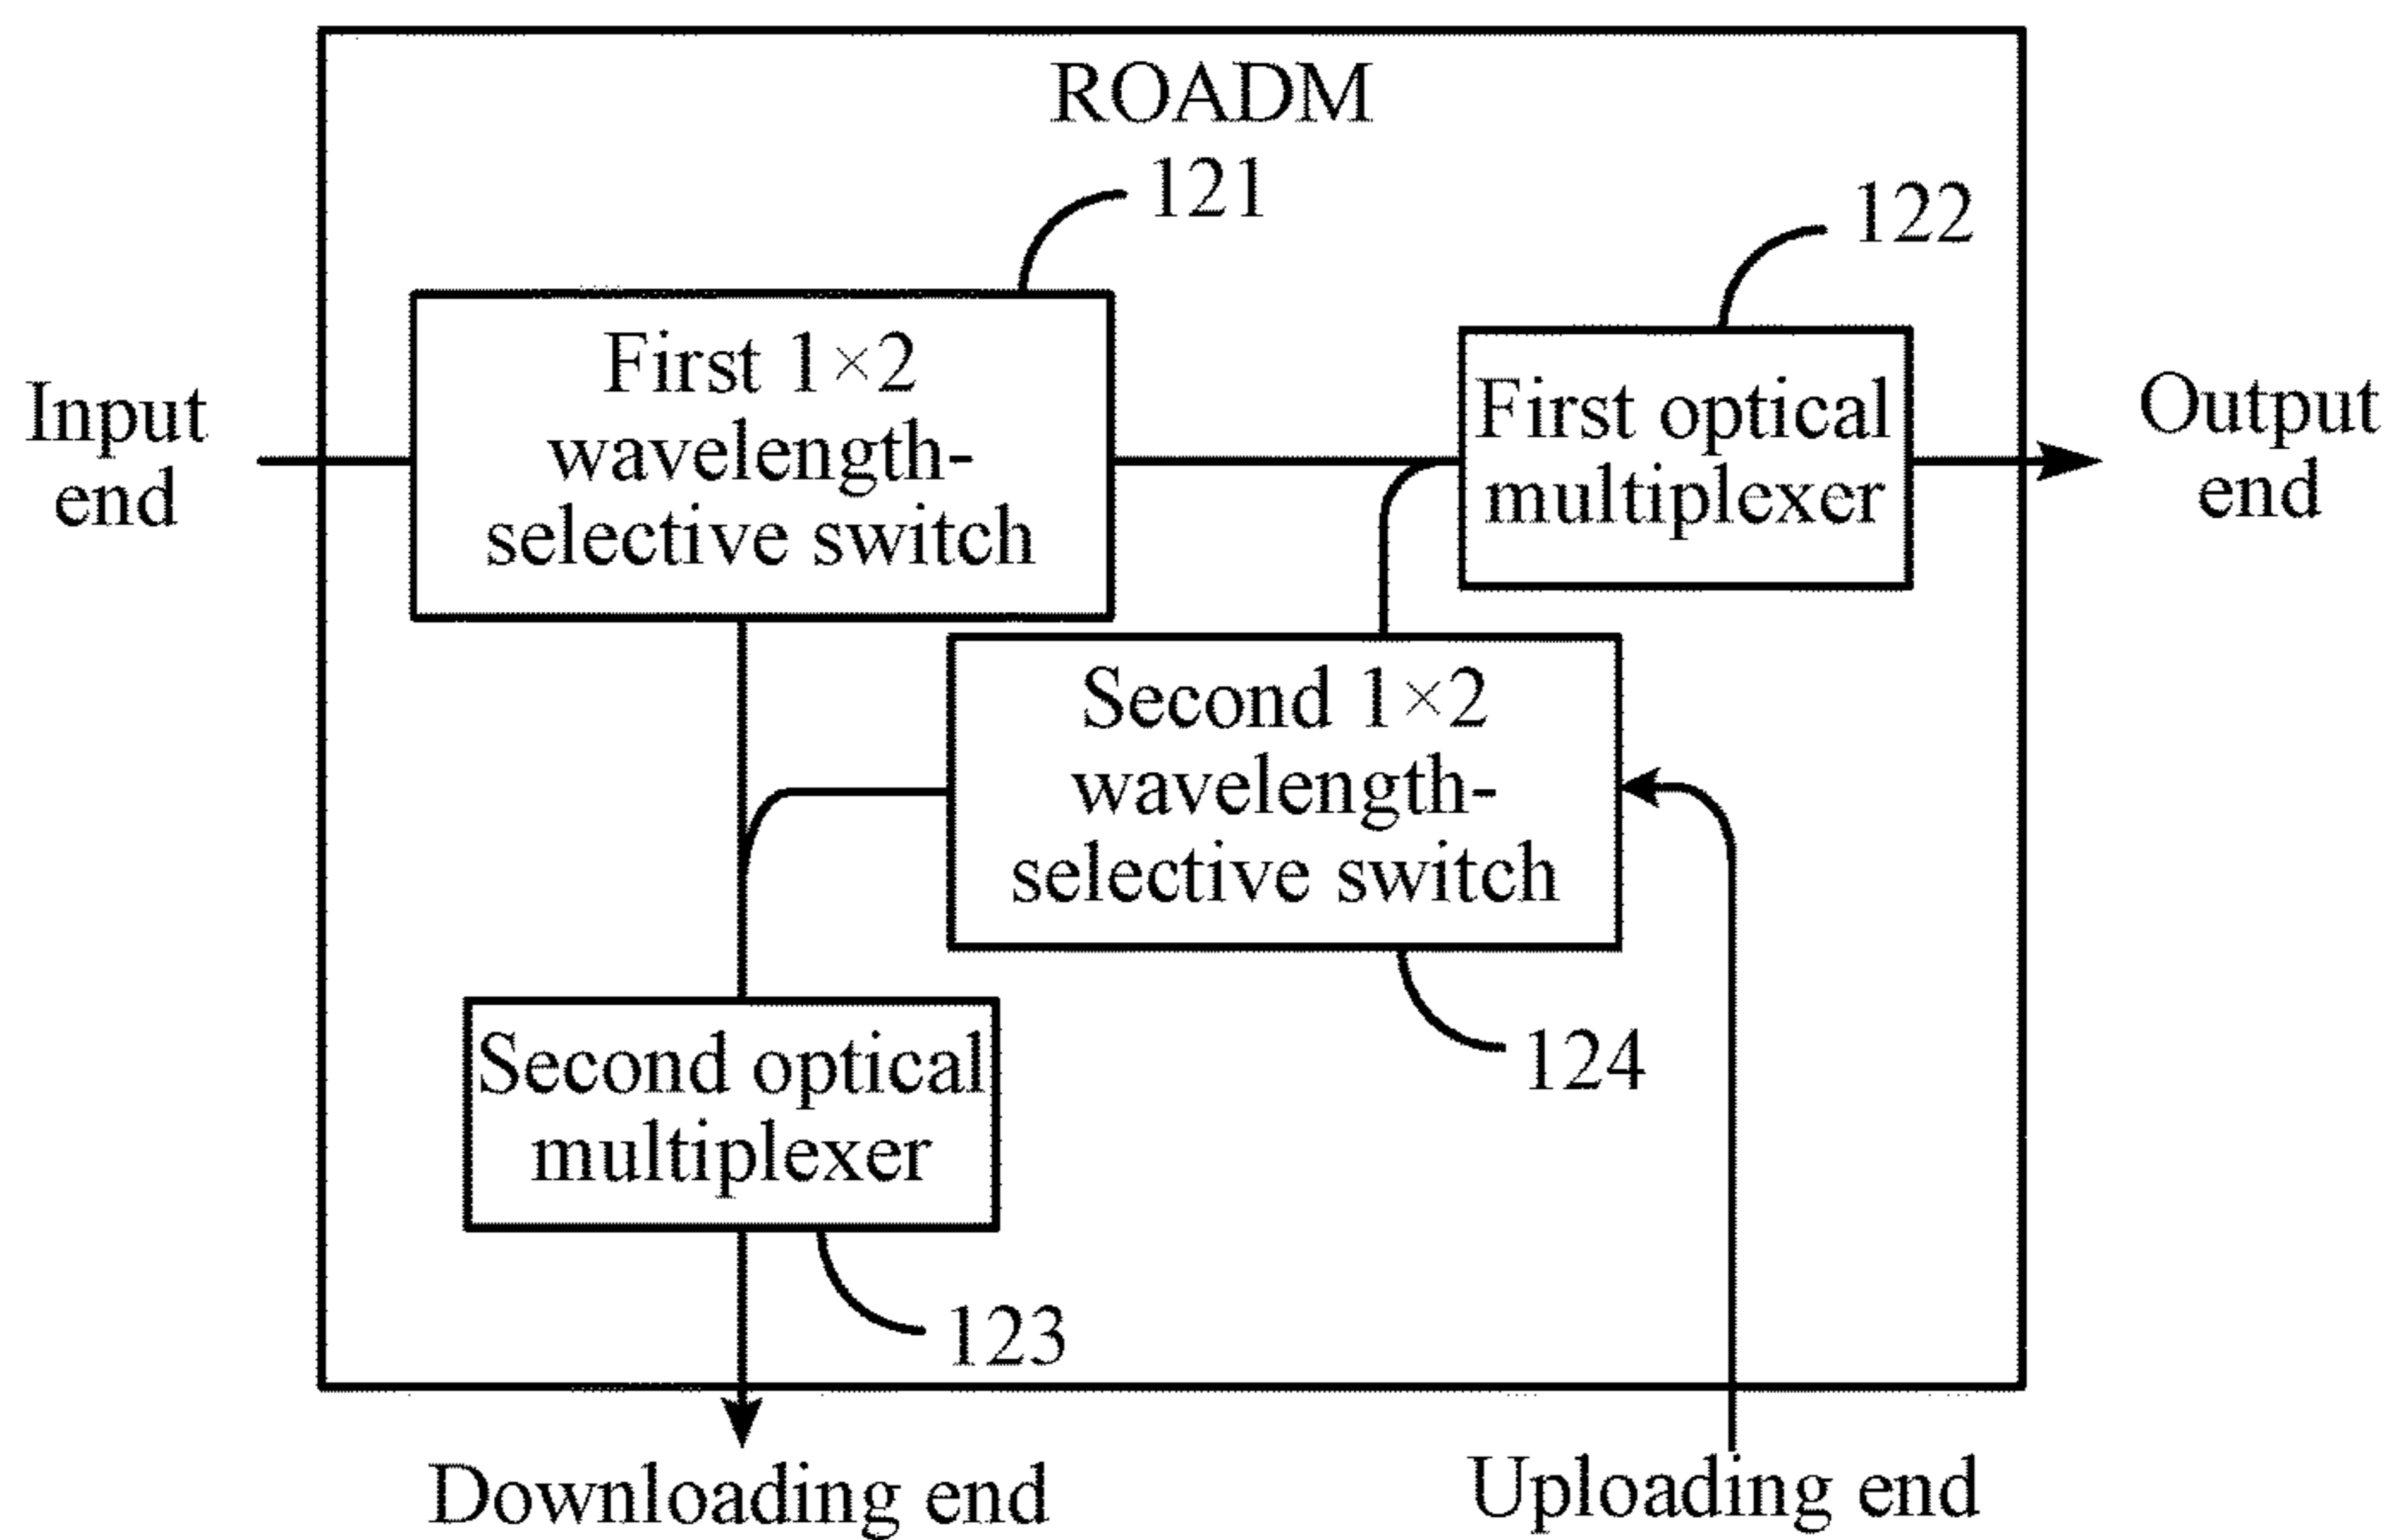 ROADM
121
122
First 1×2
wavelength-
selective switch
First optical
multiplexer
Input
end
Output
end
Second 1×2
wavelength-
selective switch
124
Second optical
multiplexer
123
Downloading end
Uploading end